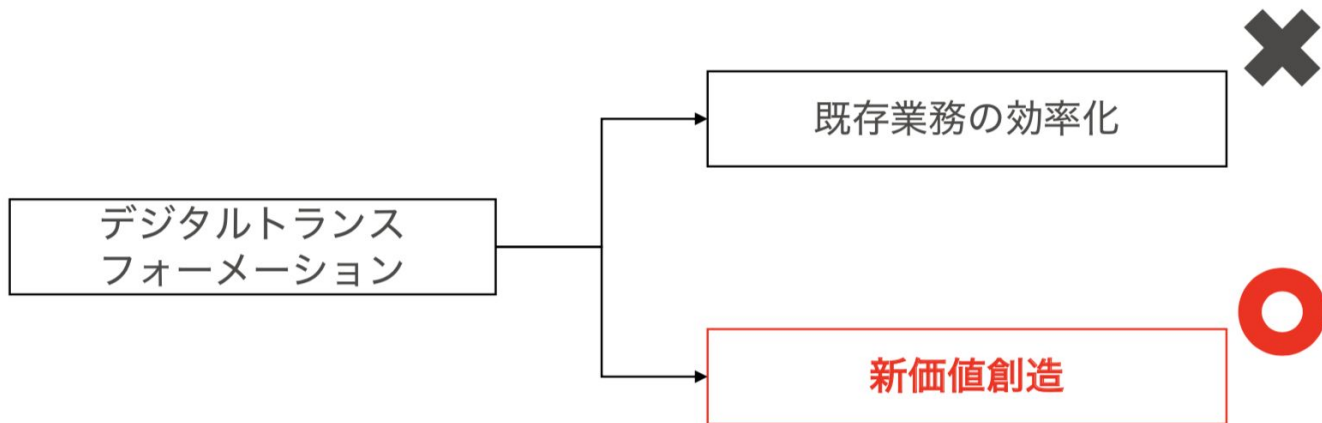 既存業務の効率化
デジタルトランス
フォーメーション
新価値創造